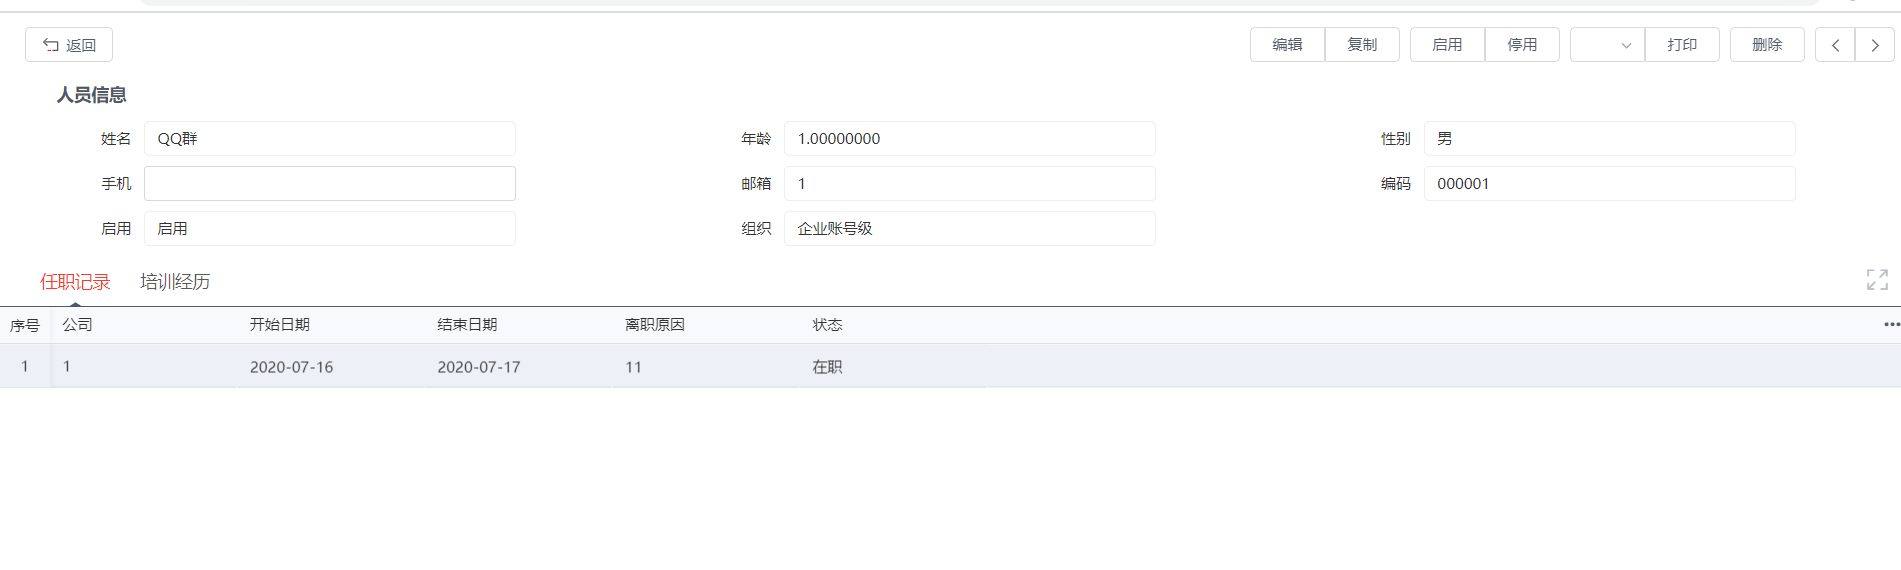 返回 编辑 复制 启用 停用 打印 删除
人员信息
姓名 QQ群 年龄 1.00000000 性别 男
手机 邮箱 1 编码 000001
启用 启用 组织 企业账号级
任职记录 培训经历
序号 公司 开始日期 结束日期 离职原因 状态 •••
1 1 2020-07-16 2020-07-17 11 在职